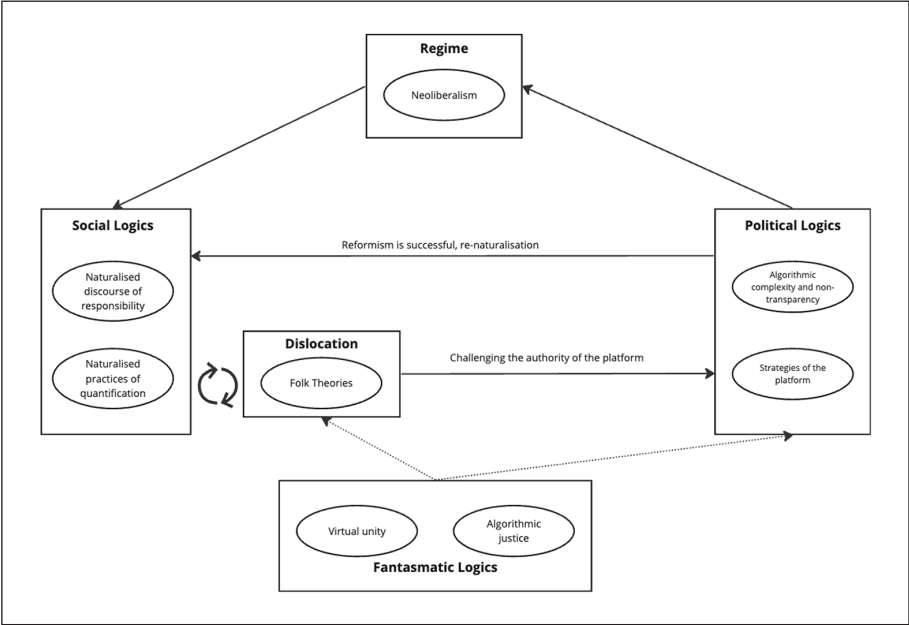 Regime
Neoliberalism
Social Logics
Naturalised
discourse of
responsibility
Naturalised
practices of
quantification
Reformism is successful, re-naturalisation
Political Logics
Algorithmic
complexity and non-
transparency
Strategies of the
platform
Dislocation
Folk Theories
Challenging the authority of the platform
Virtual unity
Algorithmic
justice
Fantasmatic Logics